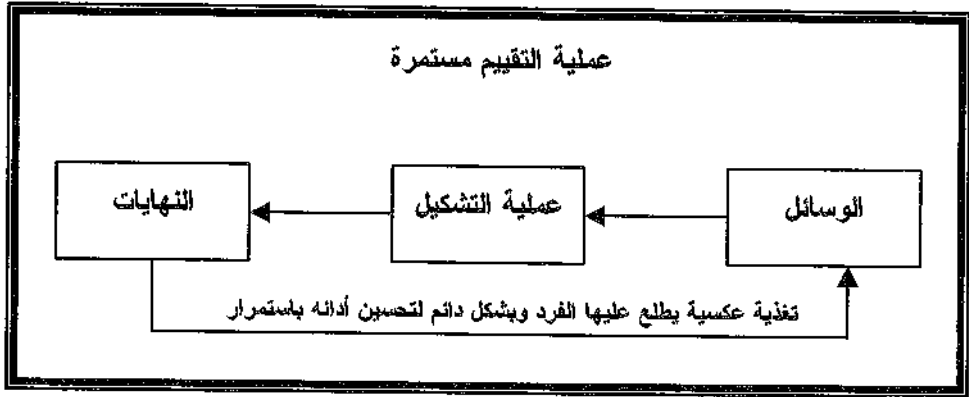 عملية التقييم مستمرة
الوسائل
عملية التشكيل
النهايات
تغذية عكسية يطلع عليها الفرد وبشكل دائم لتحسين أدائه باستمرار